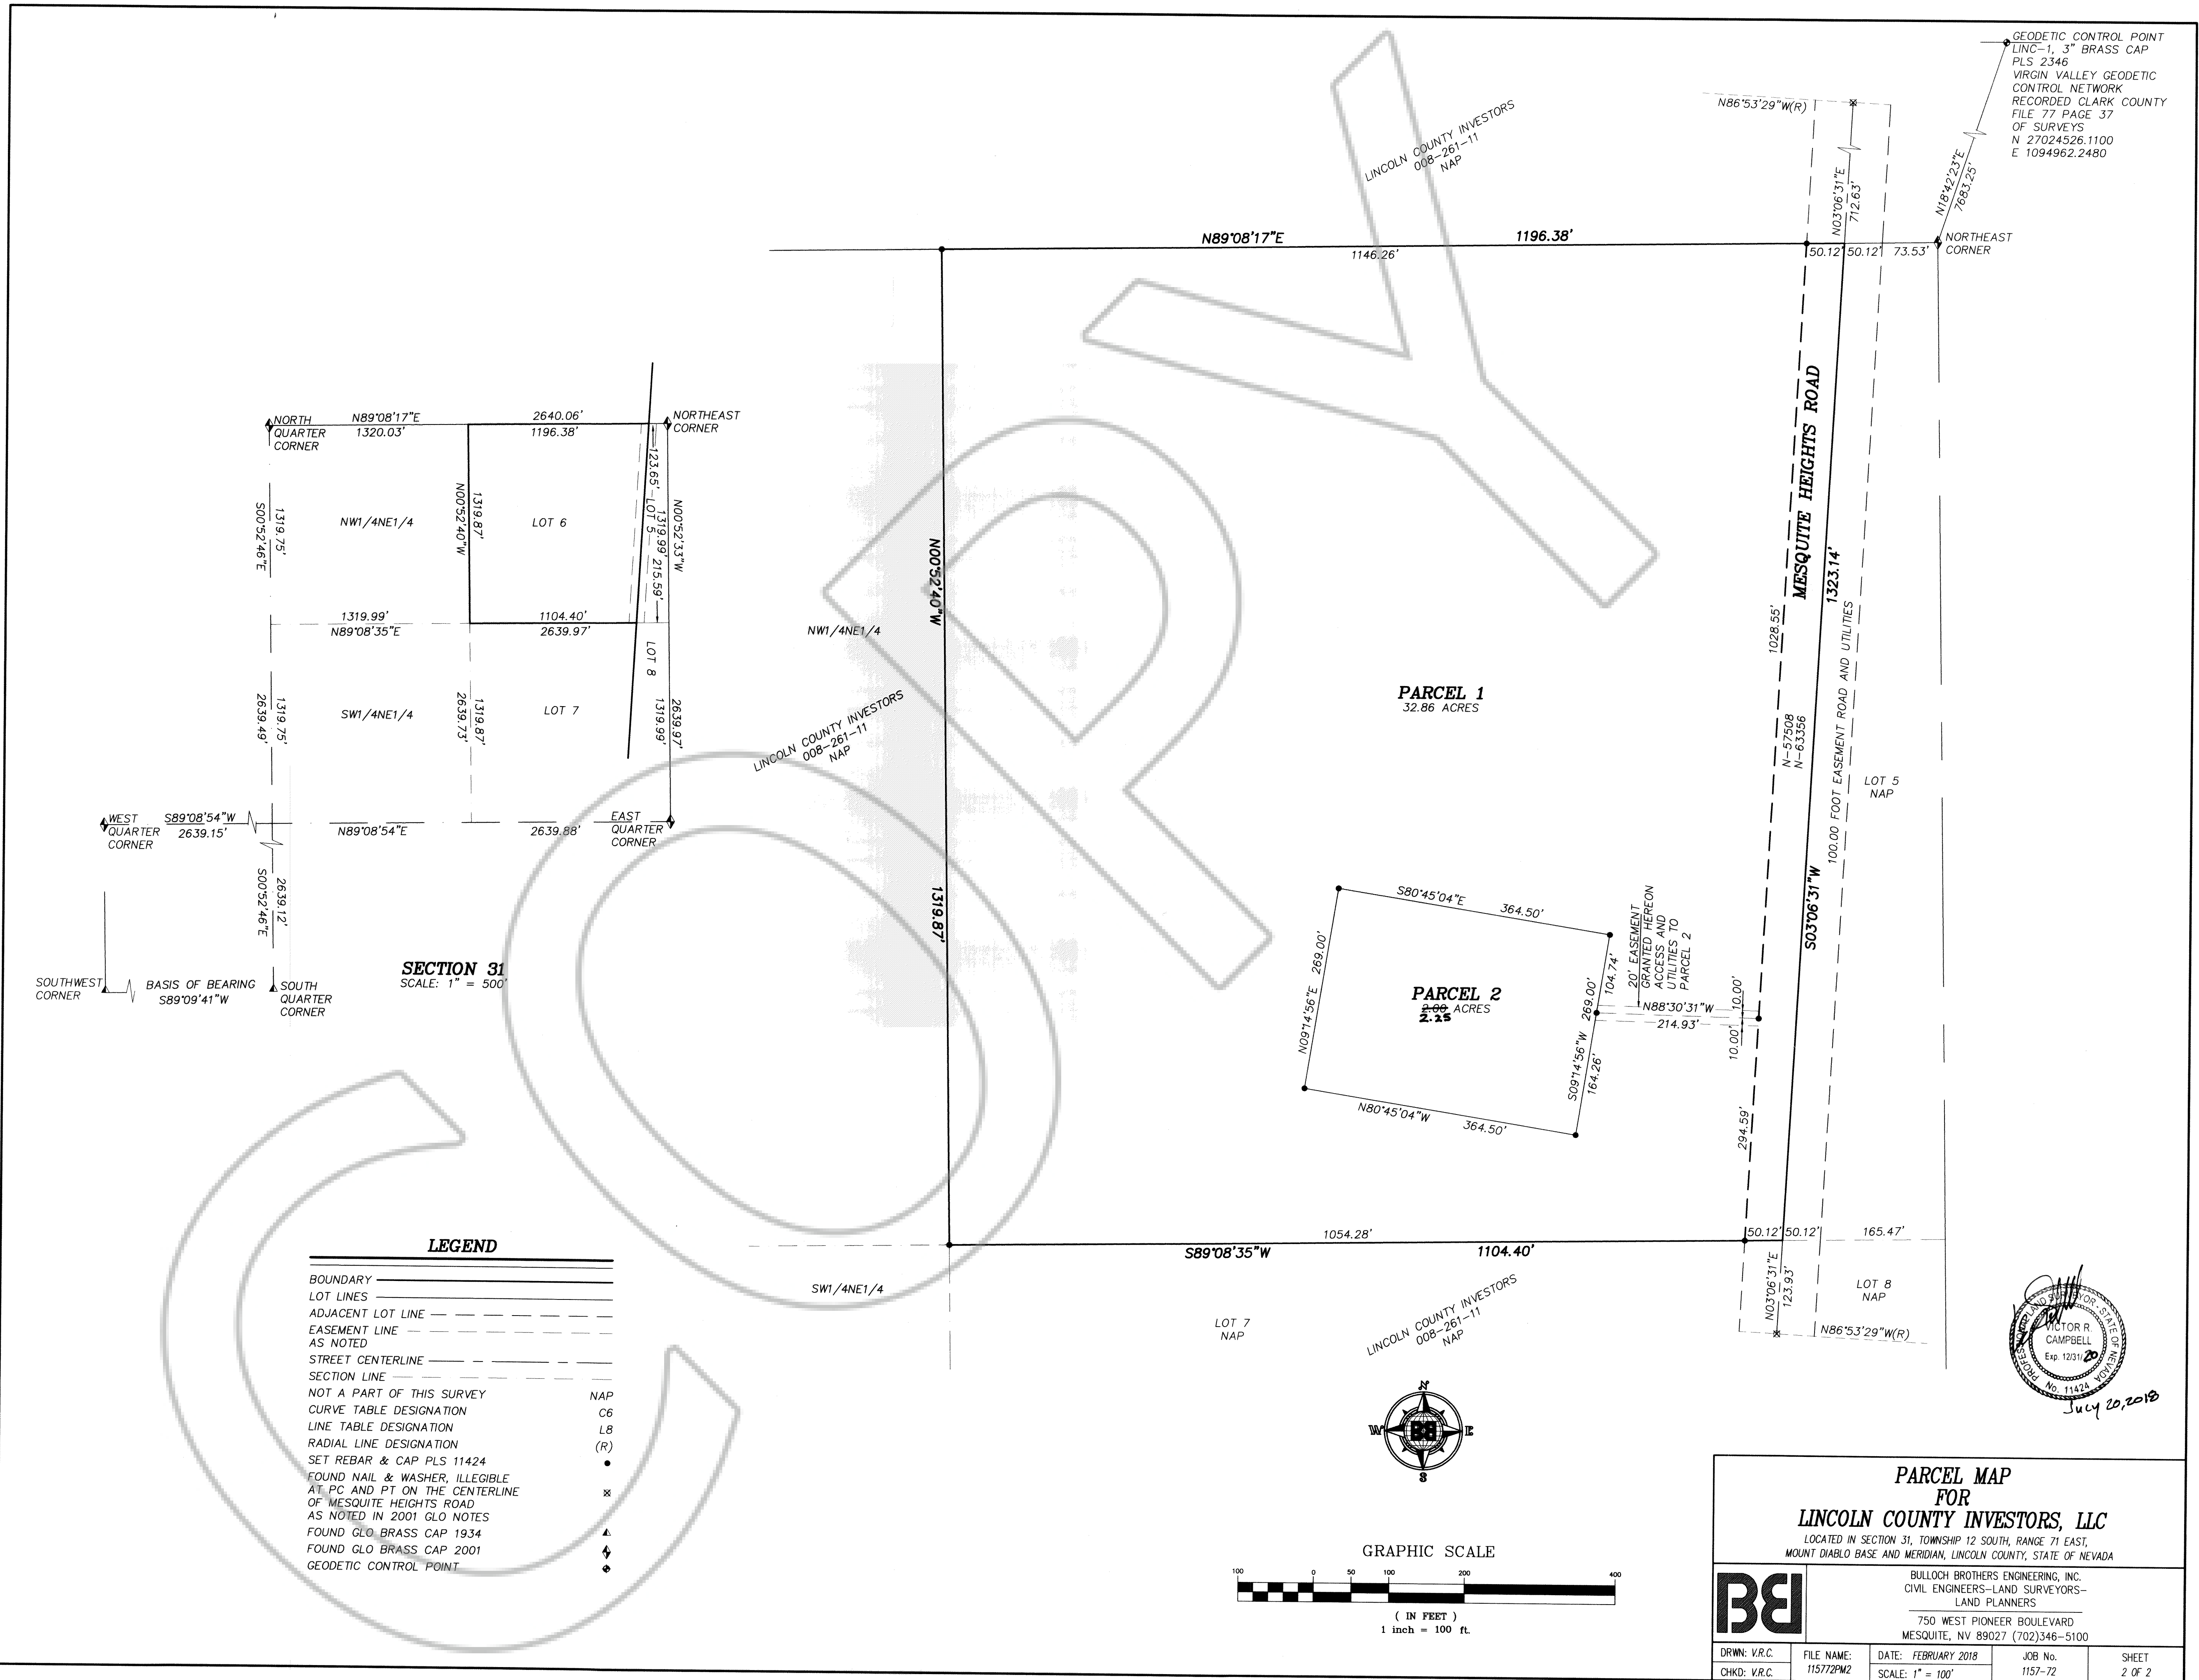 GEODETIC CONTROL POINT
LINC-1, 3" BRASS CAP
PLS 2346
VIRGIN VALLEY GEODETIC
CONTROL NETWORK
RECORDED CLARK COUNTY
FILE 77 PAGE 37
OF SURVEYS
N 27024526.1100
E 1094962.2480
N86°53'29"W(R)
N03°06'31"E
712.63'
N18°42'23"E
7683.25'
LINCOLN COUNTY INVESTORS
008-261-11
NAP
N89°08'17"E 1196.38'
1146.26'
50.12' 50.12' 73.53'
NORTHEAST
CORNER
NORTH
QUARTER
CORNER
N89°08'17"E 2640.06'
1320.03' 1196.38'
NORTHEAST
CORNER
S00°52'46"E
1319.75'
NW1/4NE1/4
N00°52'40"W
1319.87'
LOT 6
123.65'
LOT 5
1319.99'
215.59'
N00°52'33"W
1319.99' 1104.40'
N89°08'35"E 2639.97'
LOT 8
2639.49'
1319.75'
SW1/4NE1/4
2639.73'
1319.87'
LOT 7
1319.99'
2639.97'
WEST
QUARTER
CORNER
S89°08'54"W
2639.15'
N89°08'54"E 2639.88'
EAST
QUARTER
CORNER
S00°52'46"E
2639.12'
SECTION 31
SCALE: 1" = 500'
SOUTHWEST
CORNER
BASIS OF BEARING
S89°09'41"W
SOUTH
QUARTER
CORNER
N00°52'40"W
1319.87'
NW1/4NE1/4
LINCOLN COUNTY INVESTORS
008-261-11
NAP
PARCEL 1
32.86 ACRES
MESQUITE HEIGHTS ROAD
1323.14'
1028.55'
N-57508
N-63356
100.00 FOOT EASEMENT ROAD AND UTILITIES
S03°06'31"W
LOT 5
NAP
S80°45'04"E 364.50'
N09°14'56"E 269.00'
PARCEL 2
2.00 ACRES
2.25
S09°14'56"W 269.00'
104.74'
164.26'
N80°45'04"W 364.50'
20' EASEMENT
GRANTED HEREON
ACCESS AND
UTILITIES TO
PARCEL 2
N88°30'31"W
214.93'
10.00'
10.00'
294.59'
1054.28'
50.12' 50.12' 165.47'
S89°08'35"W 1104.40'
SW1/4NE1/4
LOT 7
NAP
LINCOLN COUNTY INVESTORS
008-261-11
NAP
N03°06'31"E
123.93'
LOT 8
NAP
N86°53'29"W(R)
PROFESSIONAL LAND SURVEYOR - STATE OF NEVADA
VICTOR R.
CAMPBELL
Exp. 12/31/20
No. 11424
July 20, 2018
LEGEND
BOUNDARY
LOT LINES
ADJACENT LOT LINE
EASEMENT LINE
AS NOTED
STREET CENTERLINE
SECTION LINE
NOT A PART OF THIS SURVEY NAP
CURVE TABLE DESIGNATION C6
LINE TABLE DESIGNATION L8
RADIAL LINE DESIGNATION (R)
SET REBAR & CAP PLS 11424
FOUND NAIL & WASHER, ILLEGIBLE
AT PC AND PT ON THE CENTERLINE
OF MESQUITE HEIGHTS ROAD
AS NOTED IN 2001 GLO NOTES
FOUND GLO BRASS CAP 1934
FOUND GLO BRASS CAP 2001
GEODETIC CONTROL POINT
N
W E
S
GRAPHIC SCALE
100 0 50 100 200 400
( IN FEET )
1 inch = 100 ft.
COPY
PARCEL MAP
FOR
LINCOLN COUNTY INVESTORS, LLC
LOCATED IN SECTION 31, TOWNSHIP 12 SOUTH, RANGE 71 EAST,
MOUNT DIABLO BASE AND MERIDIAN, LINCOLN COUNTY, STATE OF NEVADA
BULLOCH BROTHERS ENGINEERING, INC.
CIVIL ENGINEERS-LAND SURVEYORS-
LAND PLANNERS
750 WEST PIONEER BOULEVARD
MESQUITE, NV 89027 (702)346-5100
DRWN: V.R.C.
CHKD: V.R.C.
FILE NAME:
115772PM2
DATE: FEBRUARY 2018
SCALE: 1" = 100'
JOB No.
1157-72
SHEET
2 OF 2